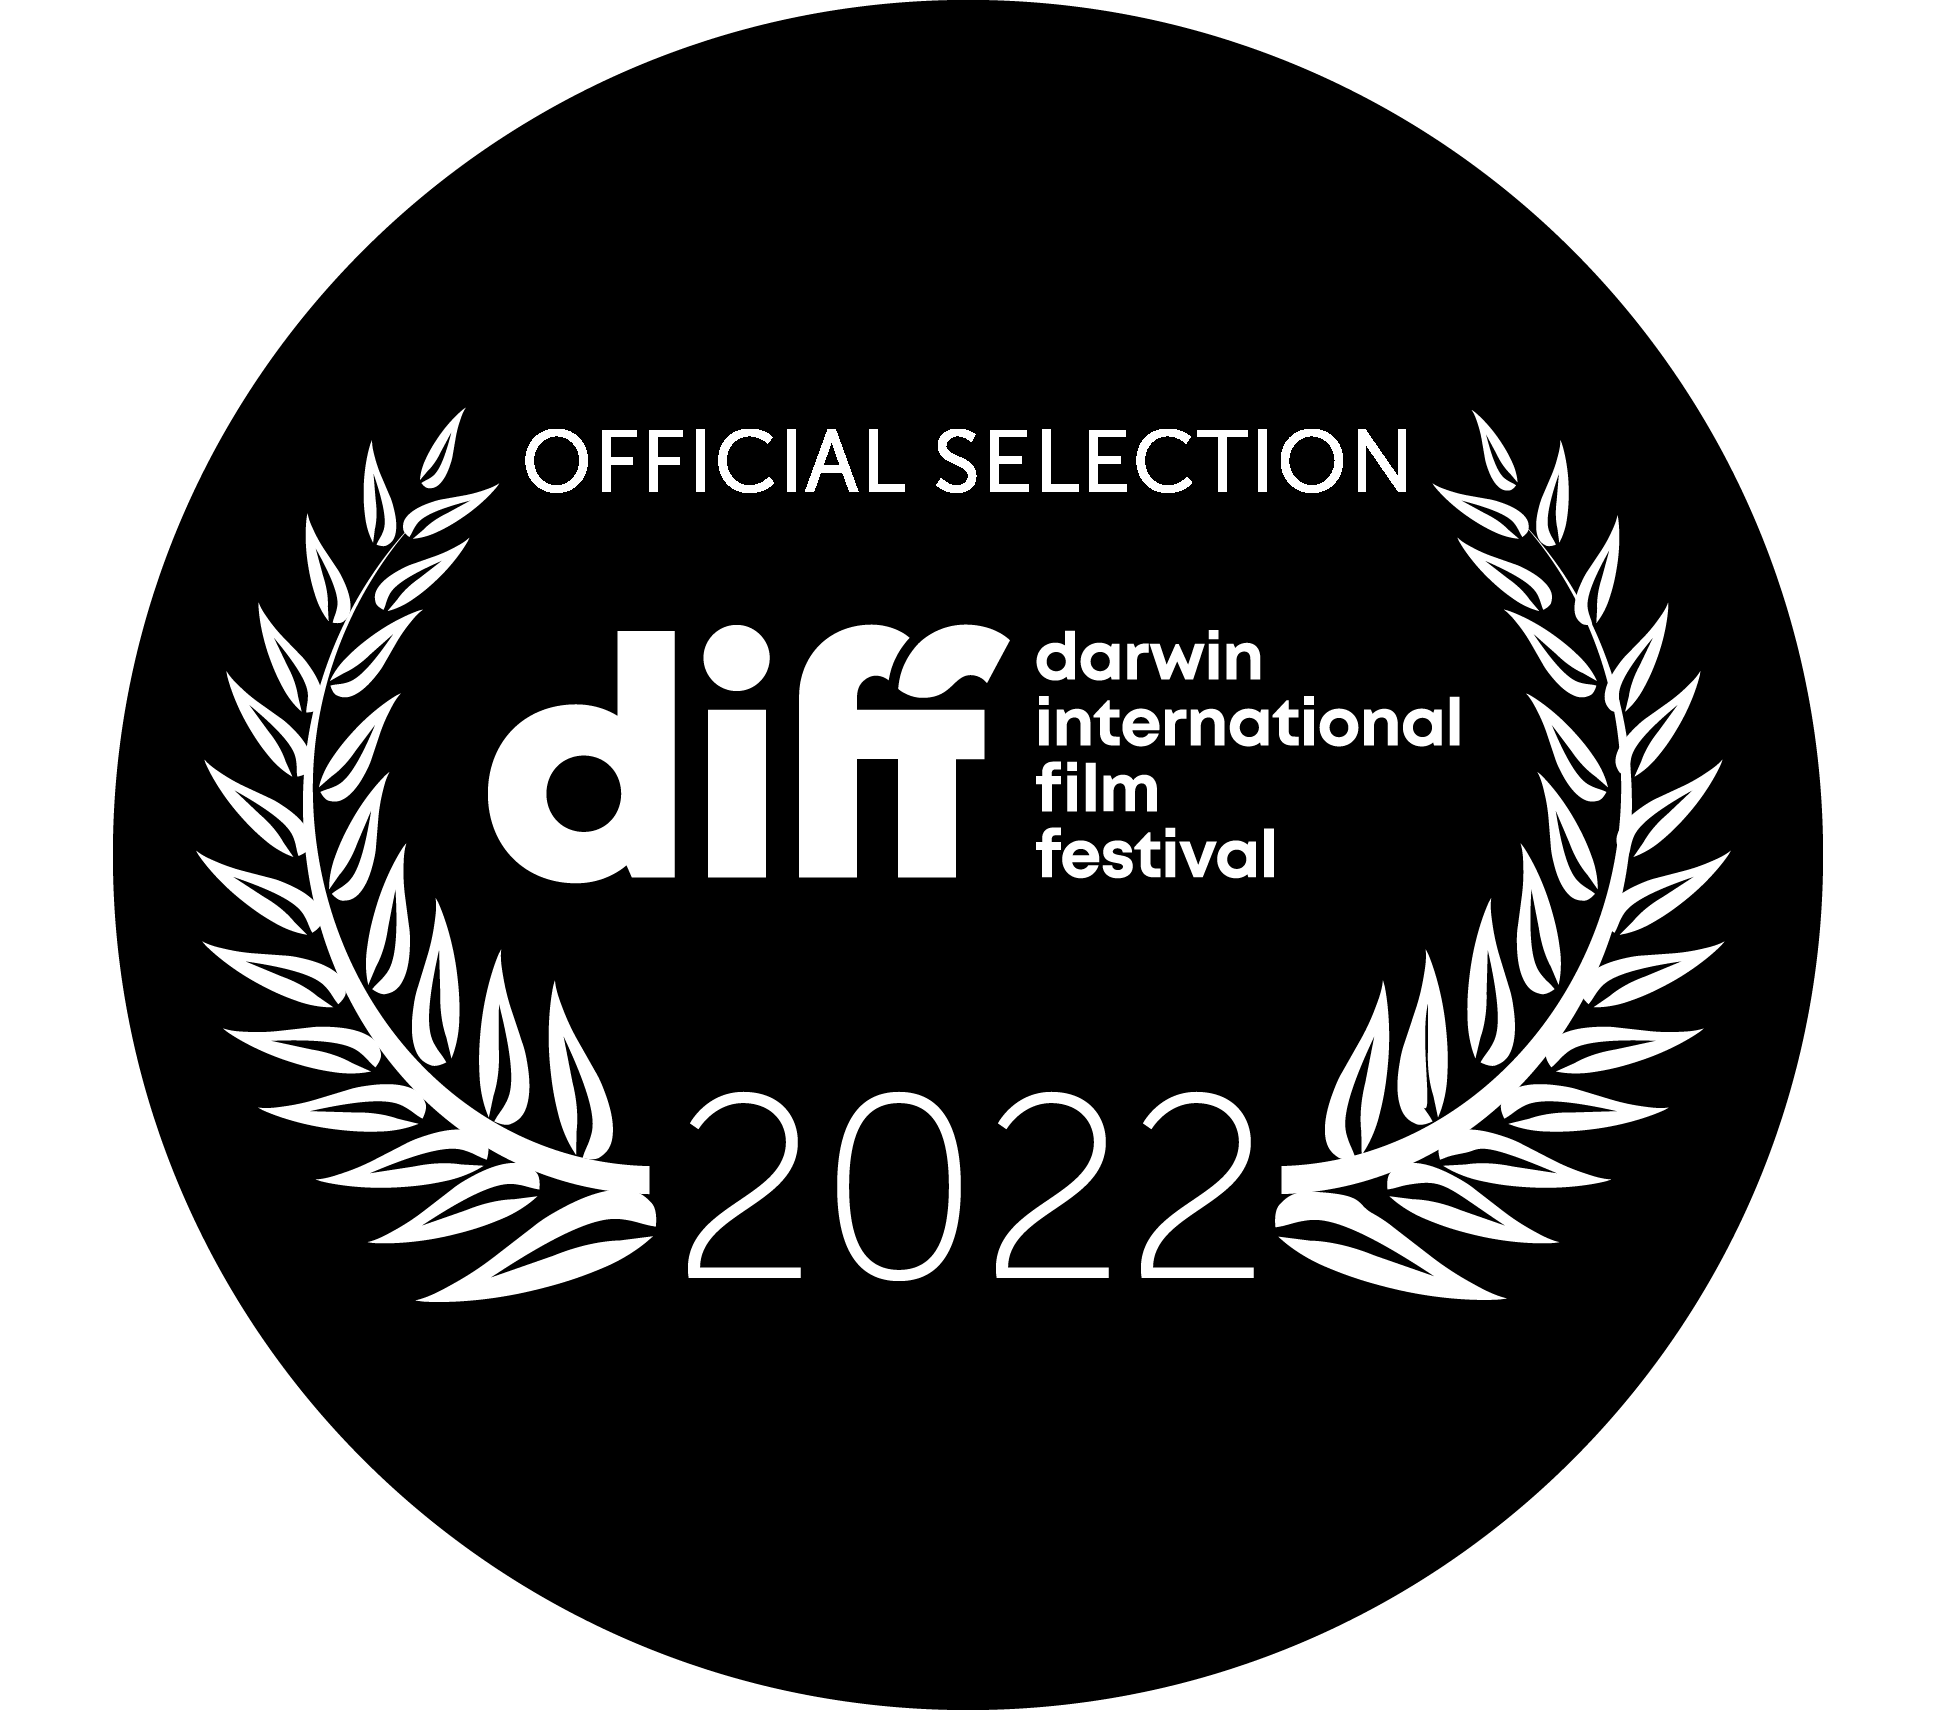 OFFICIAL SELECTION
diff
darwin
international
film
festival
2022